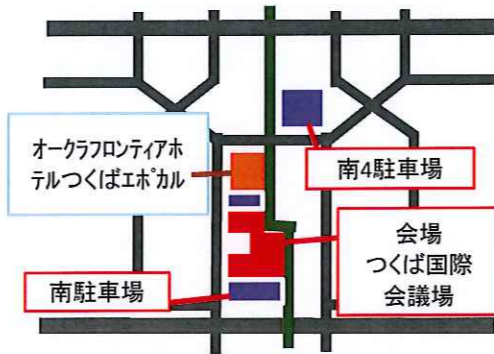 オークラフロンティアホ
テルつくばエポカル
南4駐車場
会場
つくば国際
会議場
南駐車場